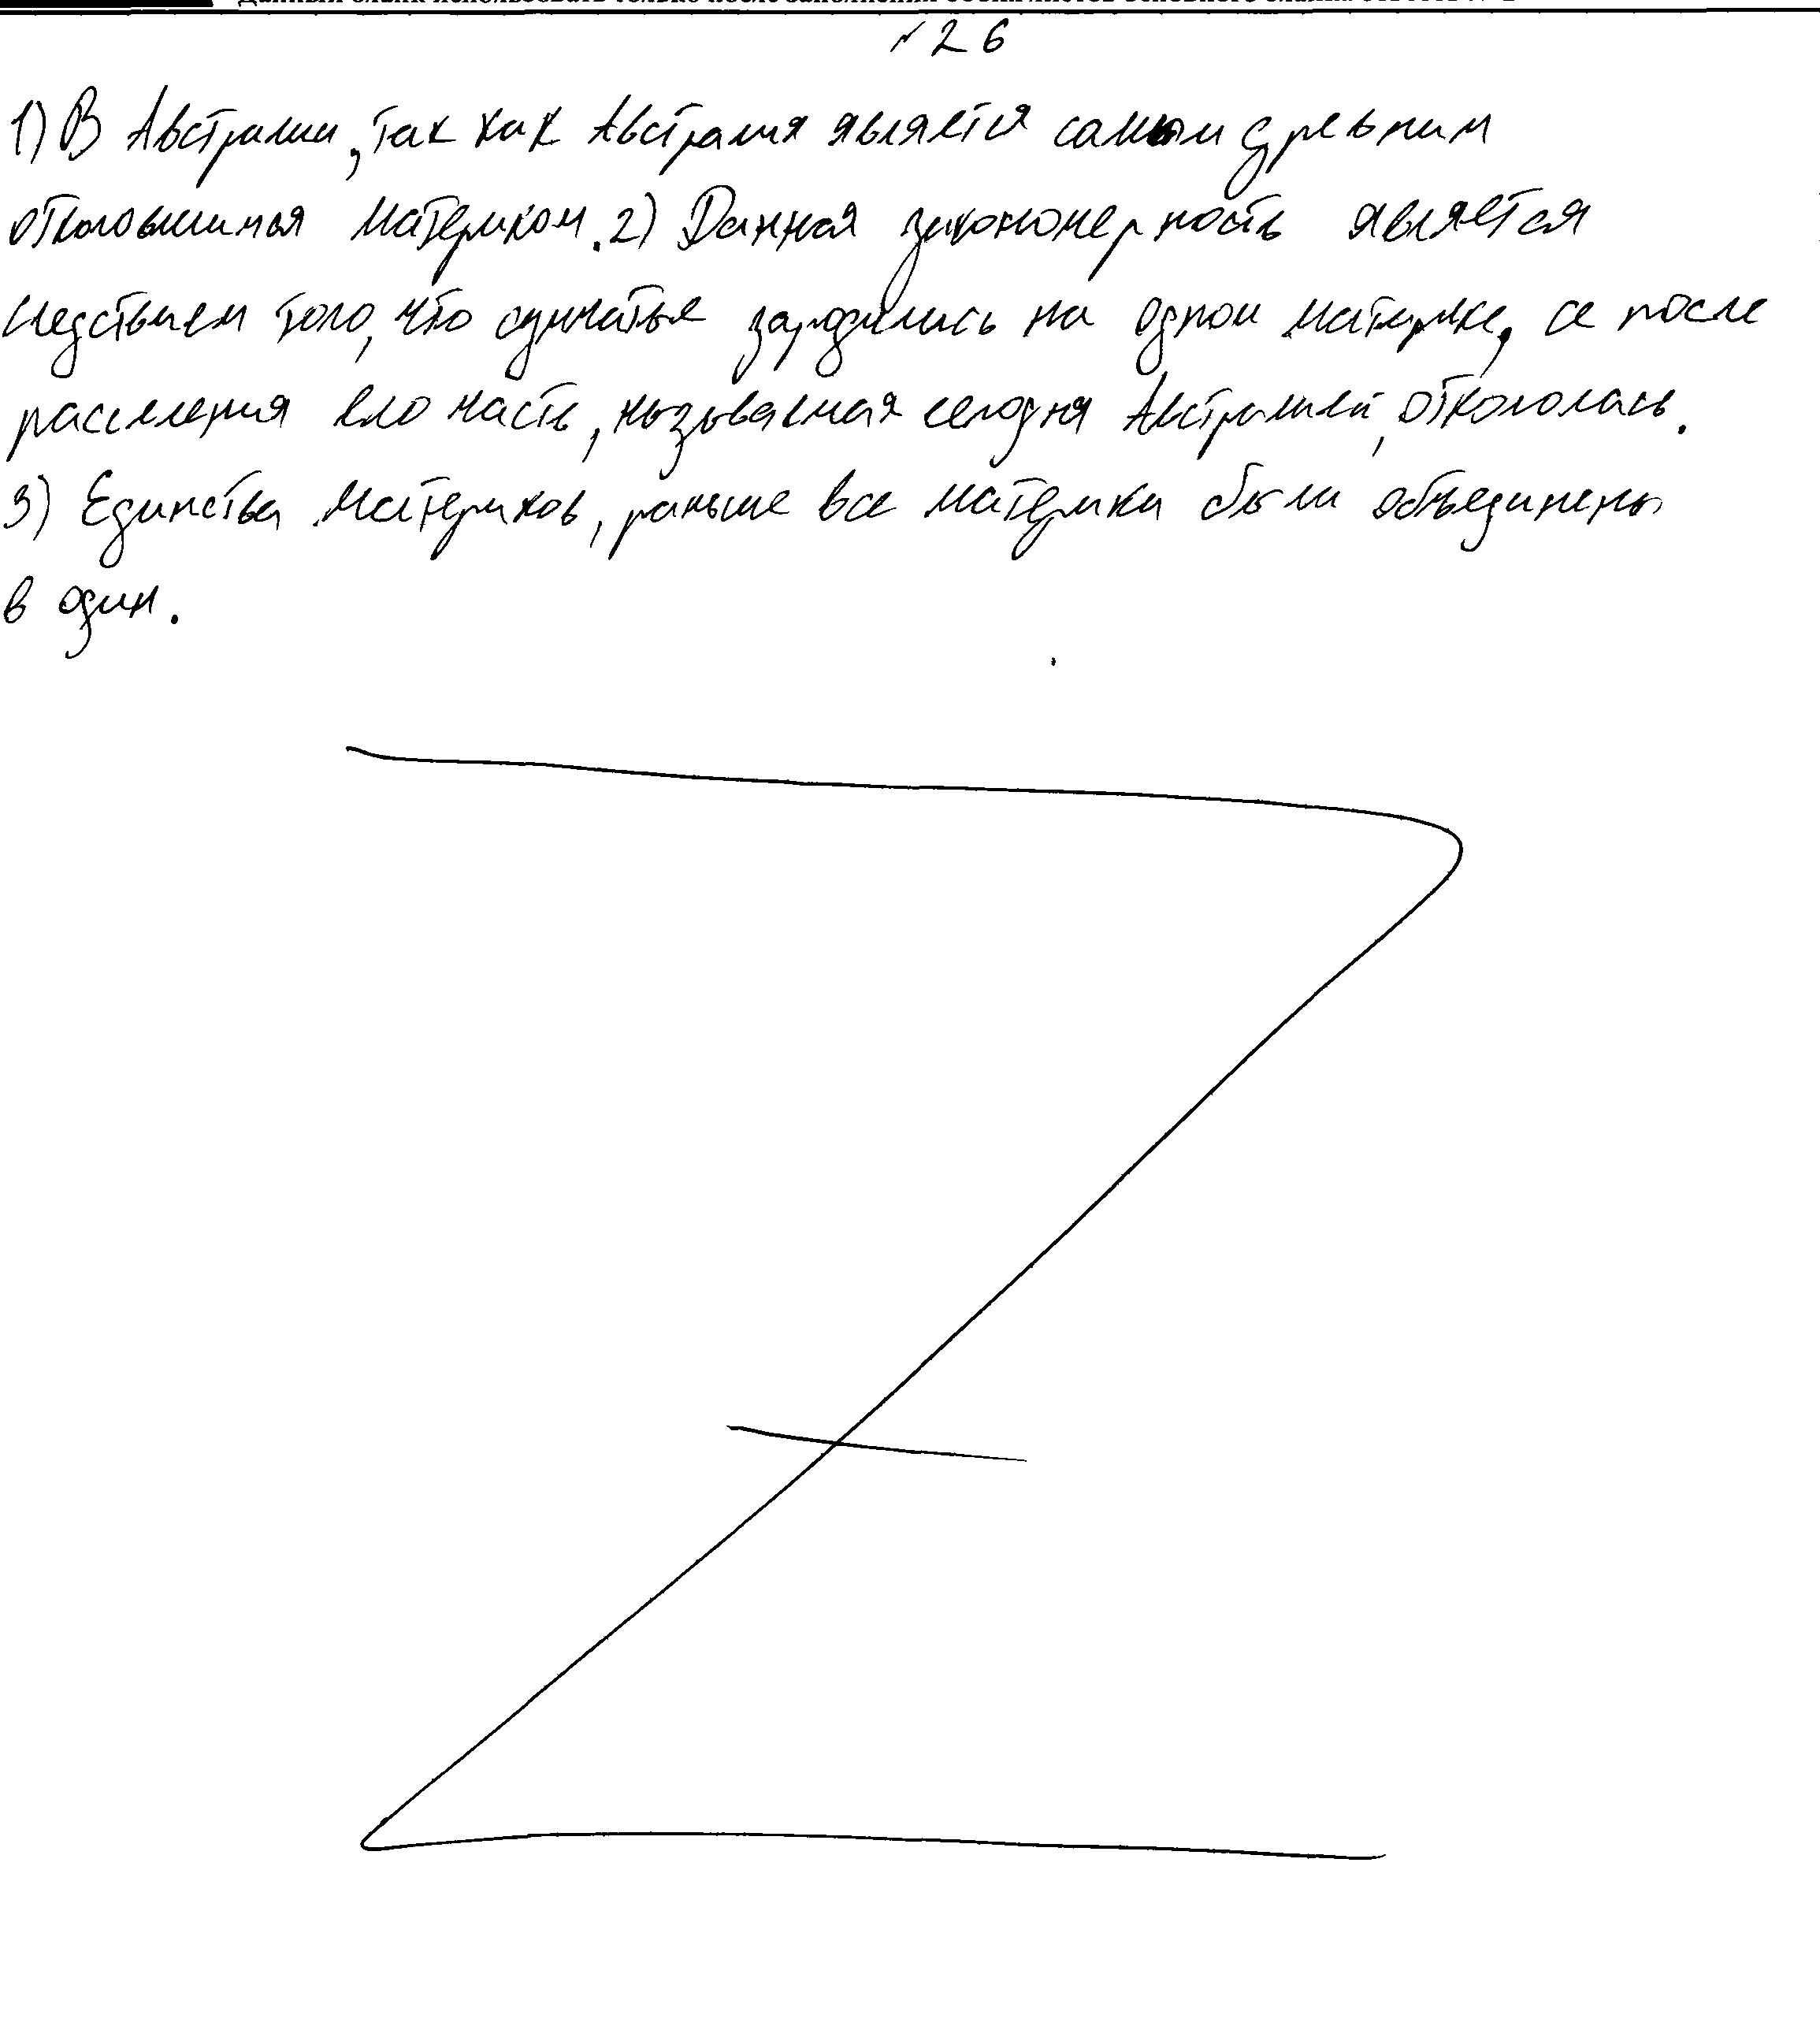 № 26
1) В Австралии, так как Австралия является самым древним
отколовшимся материком. 2) Данная закономерность является
следствием того, что сумчатые зародились на одном материке, а после
расселения его часть, называемая сегодня Австралией, откололась.
3) Единства материков, раньше все материки были объединены
в один.